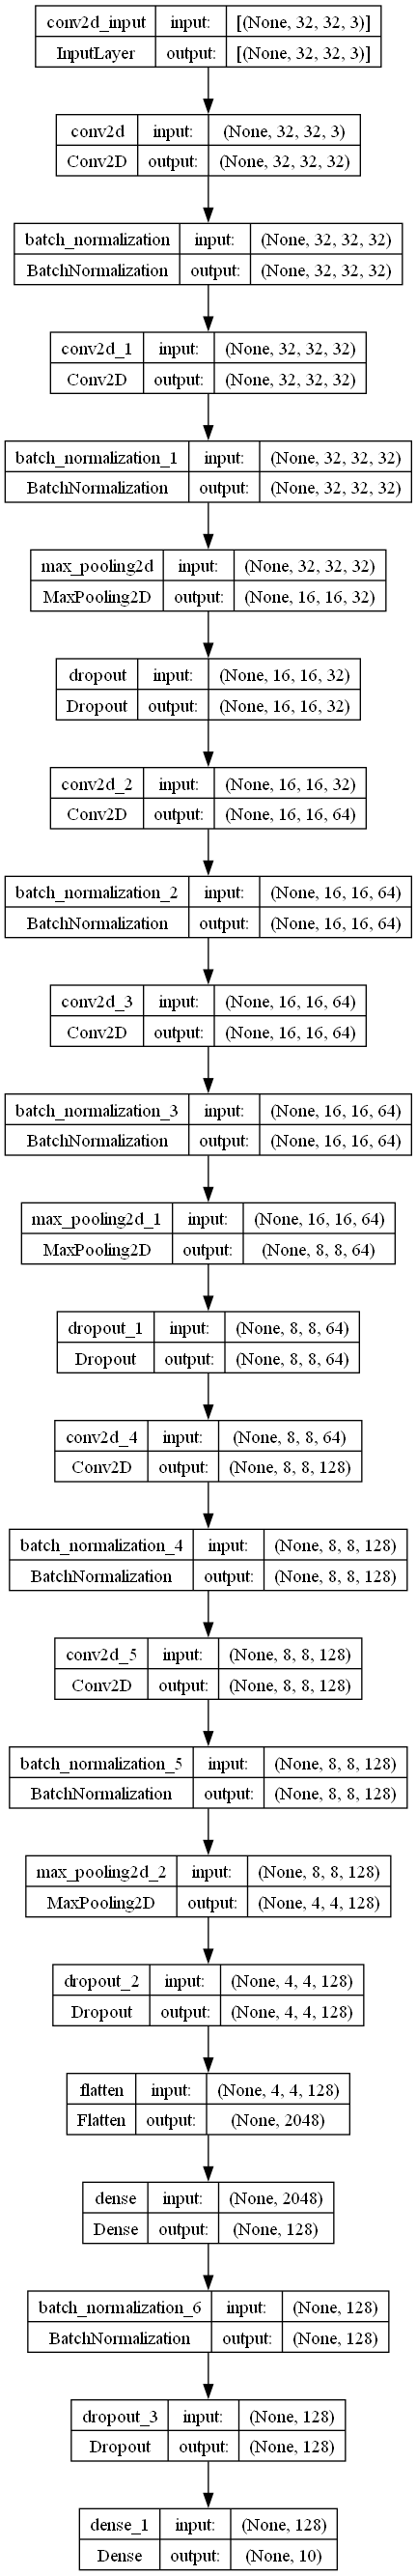 conv2d_input input: [(None, 32, 32, 3)]
InputLayer output: [(None, 32, 32, 3)]
conv2d input: (None, 32, 32, 3)
Conv2D output: (None, 32, 32, 32)
batch_normalization input: (None, 32, 32, 32)
BatchNormalization output: (None, 32, 32, 32)
conv2d_1 input: (None, 32, 32, 32)
Conv2D output: (None, 32, 32, 32)
batch_normalization_1 input: (None, 32, 32, 32)
BatchNormalization output: (None, 32, 32, 32)
max_pooling2d input: (None, 32, 32, 32)
MaxPooling2D output: (None, 16, 16, 32)
dropout input: (None, 16, 16, 32)
Dropout output: (None, 16, 16, 32)
conv2d_2 input: (None, 16, 16, 32)
Conv2D output: (None, 16, 16, 64)
batch_normalization_2 input: (None, 16, 16, 64)
BatchNormalization output: (None, 16, 16, 64)
conv2d_3 input: (None, 16, 16, 64)
Conv2D output: (None, 16, 16, 64)
batch_normalization_3 input: (None, 16, 16, 64)
BatchNormalization output: (None, 16, 16, 64)
max_pooling2d_1 input: (None, 16, 16, 64)
MaxPooling2D output: (None, 8, 8, 64)
dropout_1 input: (None, 8, 8, 64)
Dropout output: (None, 8, 8, 64)
conv2d_4 input: (None, 8, 8, 64)
Conv2D output: (None, 8, 8, 128)
batch_normalization_4 input: (None, 8, 8, 128)
BatchNormalization output: (None, 8, 8, 128)
conv2d_5 input: (None, 8, 8, 128)
Conv2D output: (None, 8, 8, 128)
batch_normalization_5 input: (None, 8, 8, 128)
BatchNormalization output: (None, 8, 8, 128)
max_pooling2d_2 input: (None, 8, 8, 128)
MaxPooling2D output: (None, 4, 4, 128)
dropout_2 input: (None, 4, 4, 128)
Dropout output: (None, 4, 4, 128)
flatten input: (None, 4, 4, 128)
Flatten output: (None, 2048)
dense input: (None, 2048)
Dense output: (None, 128)
batch_normalization_6 input: (None, 128)
BatchNormalization output: (None, 128)
dropout_3 input: (None, 128)
Dropout output: (None, 128)
dense_1 input: (None, 128)
Dense output: (None, 10)